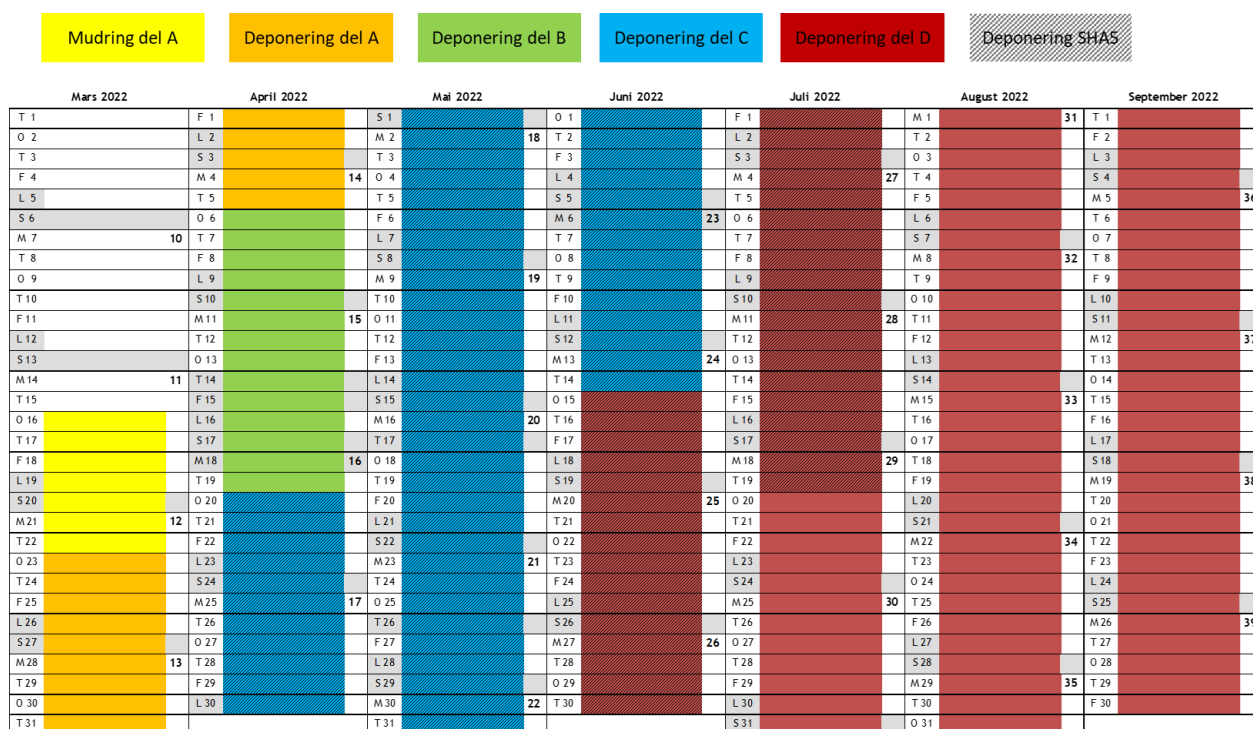 Mudring del A Deponering del A Deponering del B Deponering del C Deponering del D Deponering SHA5
Mars 2022 April 2022 Mai 2022 Juni 2022 Juli 2022 August 2022 September 2022
T 1 F 1 S 1 O 1 F 1 M 1 31 T 1
O 2 L 2 M 2 18 T 2 L 2 T 2 F 2
T 3 S 3 T 3 F 3 S 3 O 3 L 3
F 4 M 4 14 O 4 L 4 M 4 27 T 4 S 4
L 5 T 5 T 5 S 5 T 5 F 5 M 5 36
S 6 O 6 F 6 M 6 23 O 6 L 6 T 6
M 7 10 T 7 L 7 T 7 T 7 S 7 O 7
T 8 F 8 S 8 O 8 F 8 M 8 32 T 8
O 9 L 9 M 9 19 T 9 L 9 T 9 F 9
T 10 S 10 T 10 F 10 S 10 O 10 L 10
F 11 M 11 15 O 11 L 11 M 11 28 T 11 S 11
L 12 T 12 T 12 S 12 T 12 F 12 M 12 37
S 13 O 13 F 13 M 13 24 O 13 L 13 T 13
M 14 11 T 14 L 14 T 14 T 14 S 14 O 14
T 15 F 15 S 15 O 15 F 15 M 15 33 T 15
O 16 L 16 M 16 20 T 16 L 16 T 16 F 16
T 17 S 17 T 17 F 17 S 17 O 17 L 17
F 18 M 18 16 O 18 L 18 M 18 29 T 18 S 18
L 19 T 19 T 19 S 19 T 19 F 19 M 19 38
S 20 O 20 F 20 M 20 25 O 20 L 20 T 20
M 21 12 T 21 L 21 T 21 T 21 S 21 O 21
T 22 F 22 S 22 O 22 F 22 M 22 34 T 22
O 23 L 23 M 23 21 T 23 L 23 T 23 F 23
T 24 S 24 T 24 F 24 S 24 O 24 L 24
F 25 M 25 17 O 25 L 25 M 25 30 T 25 S 25
L 26 T 26 T 26 S 26 T 26 F 26 M 26 39
S 27 O 27 F 27 M 27 26 O 27 L 27 T 27
M 28 13 T 28 L 28 T 28 T 28 S 28 O 28
T 29 F 29 S 29 O 29 F 29 M 29 35 T 29
O 30 L 30 M 30 22 T 30 L 30 T 30 F 30
T 31 T 31 S 31 O 31